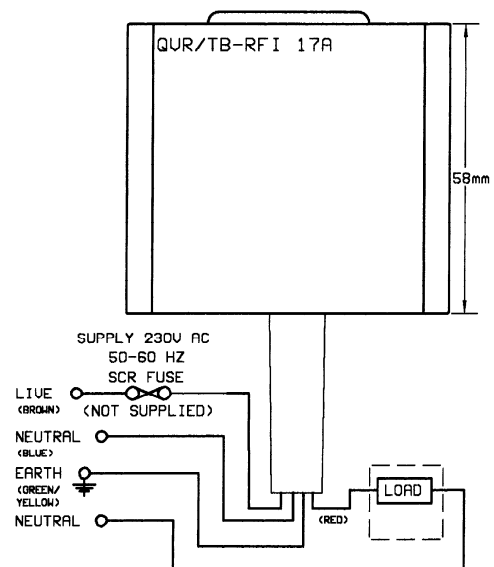 QVR/TB-RFI 17A
58mm
SUPPLY 230V AC
50-60 HZ
SCR FUSE
(NOT SUPPLIED)
LIVE
(BROWN)
NEUTRAL
(BLUE)
EARTH
(GREEN/
YELLOW)
NEUTRAL
(RED)
LOAD